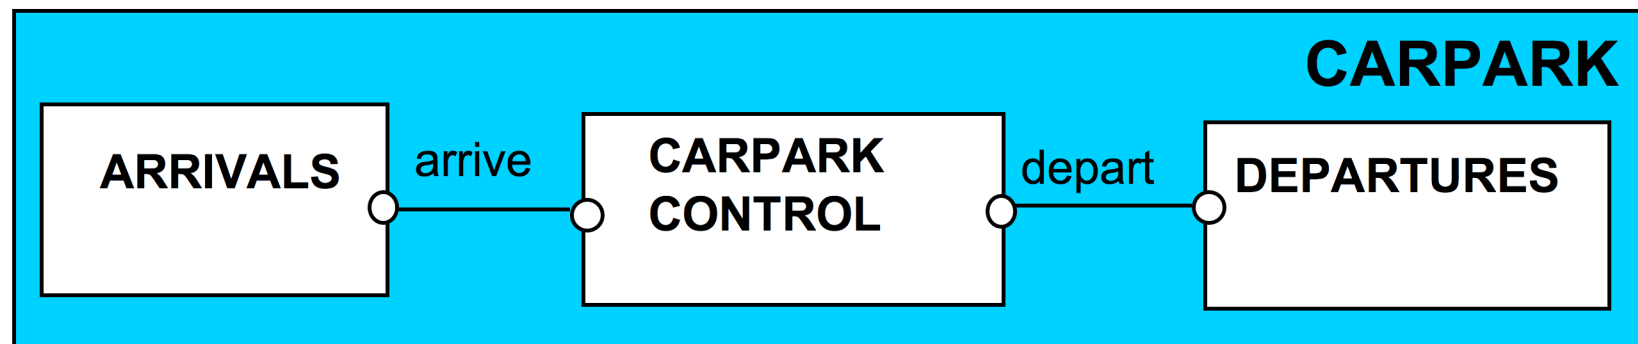 CARPARK
ARRIVALS
arrive
CARPARK
CONTROL
depart
DEPARTURES